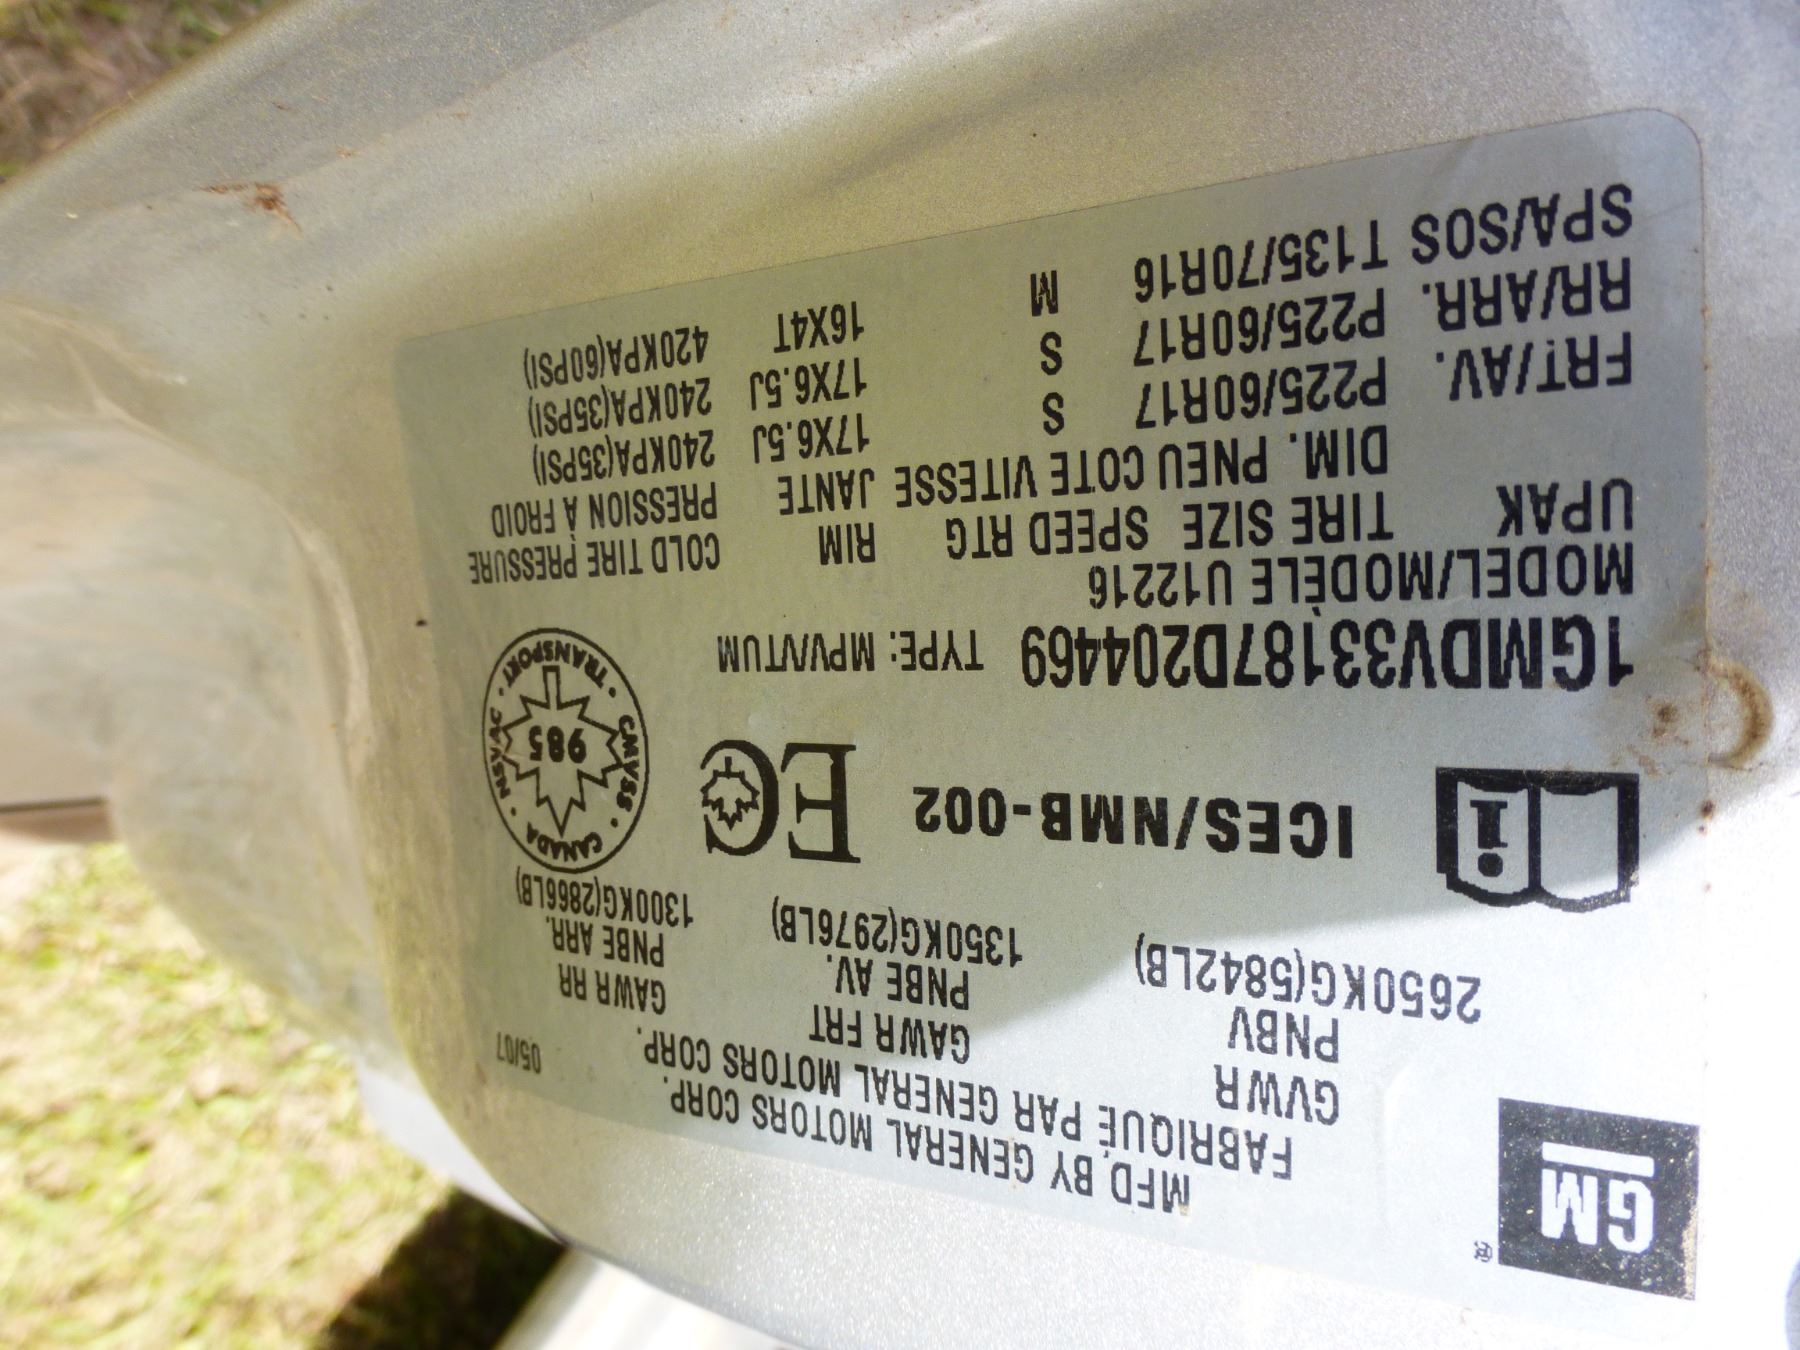 GM
®
MFD. BY GENERAL MOTORS CORP.
FABRIQUÉ PAR GENERAL MOTORS CORP.
05/07
GVWR GAWR FRT GAWR RR
PNBV PNBE AV. PNBE ARR.
2650KG(5842LB) 1350KG(2976LB) 1300KG(2866LB)
i
ICES/NMB-002
EC
CANADA · CMVSS · TRANSPORT · NSVAC ·
985
1GMDV33187D204469 TYPE: MPV/VTUM
MODEL/MODÈLE U12216
UPAK TIRE SIZE SPEED RTG RIM COLD TIRE PRESSURE
DIM. PNEU COTE VITESSE JANTE PRESSION À FROID
FRT/AV. P225/60R17 S 17X6.5J 240KPA(35PSI)
RR/ARR. P225/60R17 S 17X6.5J 240KPA(35PSI)
SPA/SOS T135/70R16 M 16X4T 420KPA(60PSI)